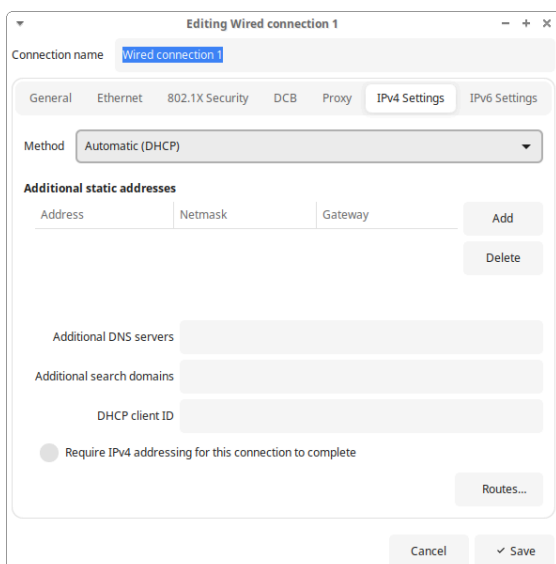 Editing Wired connection 1
Connection name Wired connection 1
General Ethernet 802.1X Security DCB Proxy IPv4 Settings IPv6 Settings
Method Automatic (DHCP)
Additional static addresses
Address Netmask Gateway Add
Delete
Additional DNS servers
Additional search domains
DHCP client ID
Require IPv4 addressing for this connection to complete
Routes...
Cancel Save